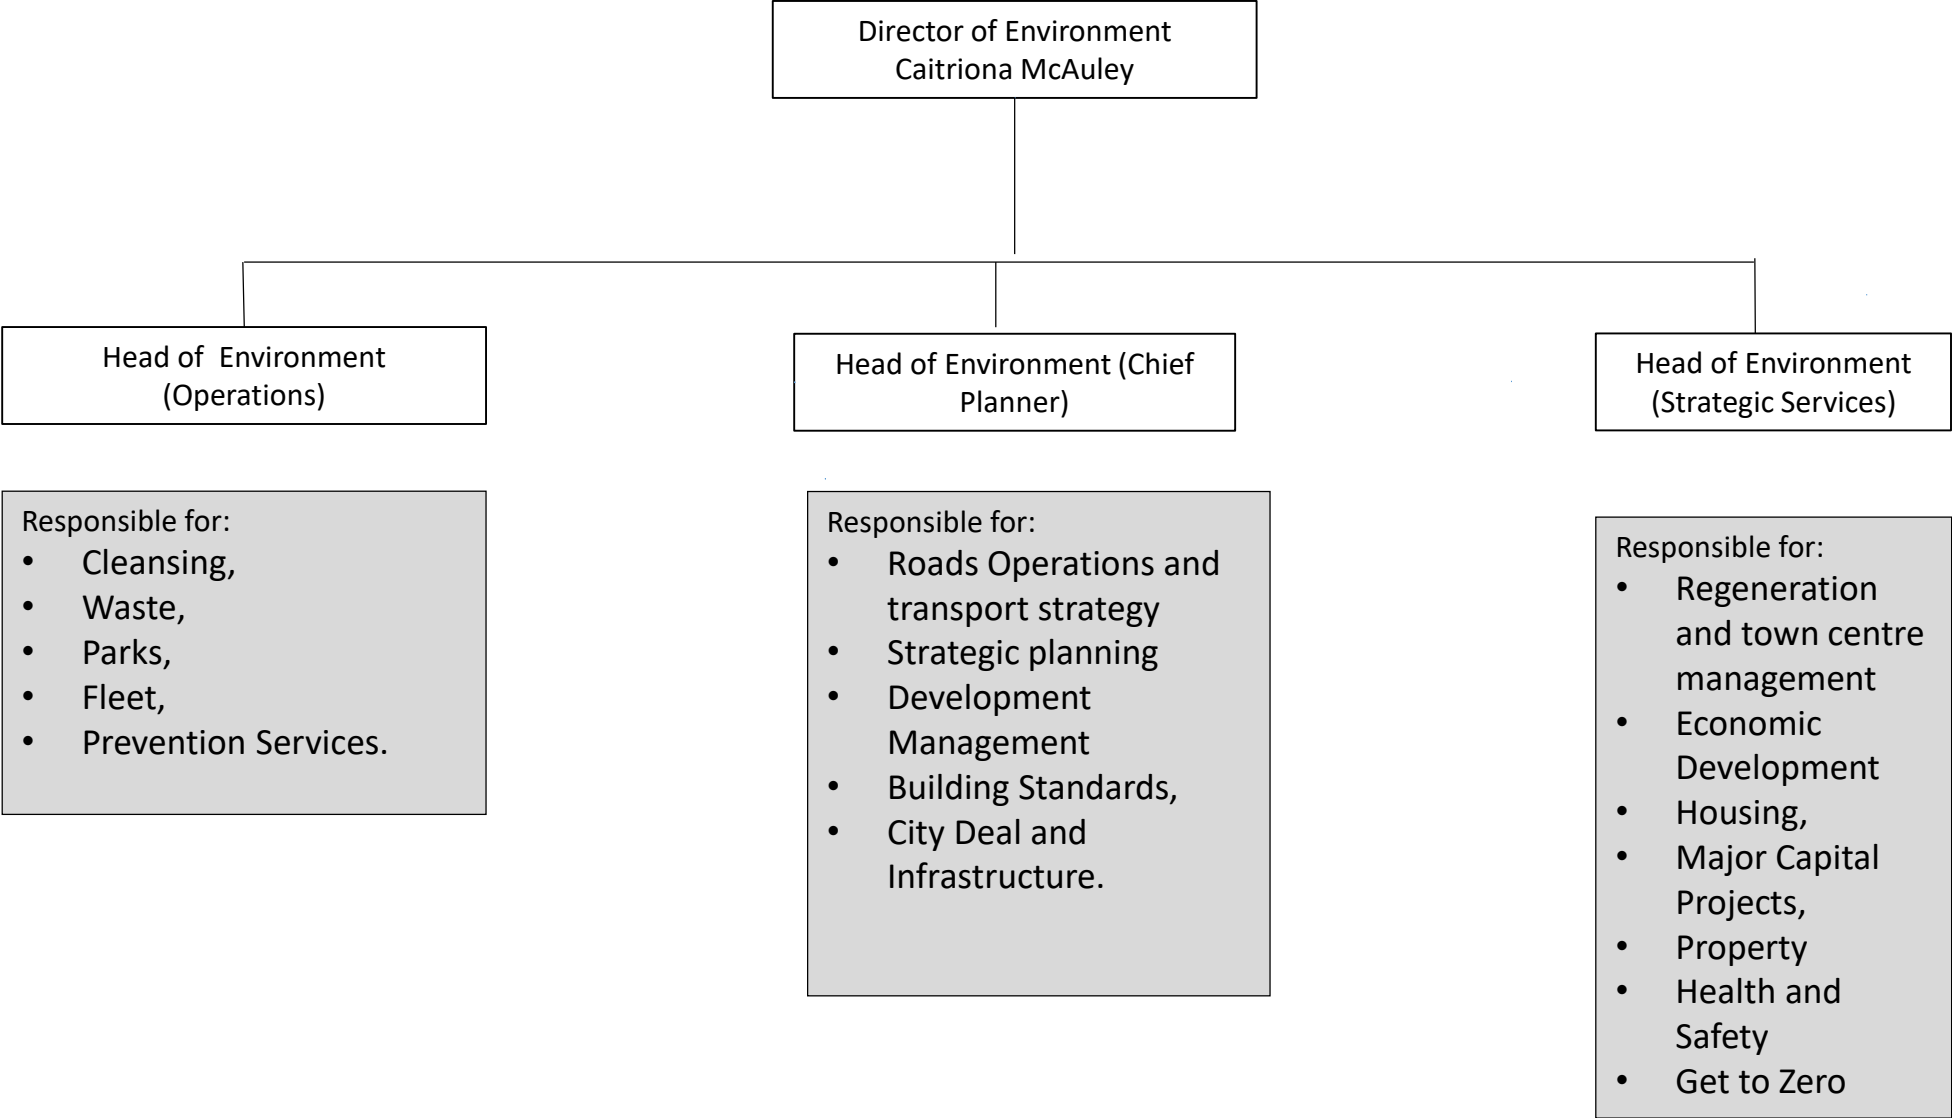 Director of Environment
Caitriona McAuley
Head of  Environment
(Operations)
Head of Environment (Chief
Planner)
Head of Environment
(Strategic Services)
Responsible for:
• Cleansing,
• Waste,
• Parks,
• Fleet,
• Prevention Services.
Responsible for:
• Roads Operations and
transport strategy
• Strategic planning
• Development
Management
• Building Standards,
• City Deal and
Infrastructure.
Responsible for:
• Regeneration
and town centre
management
• Economic
Development
• Housing,
• Major Capital
Projects,
• Property
• Health and
Safety
• Get to Zero